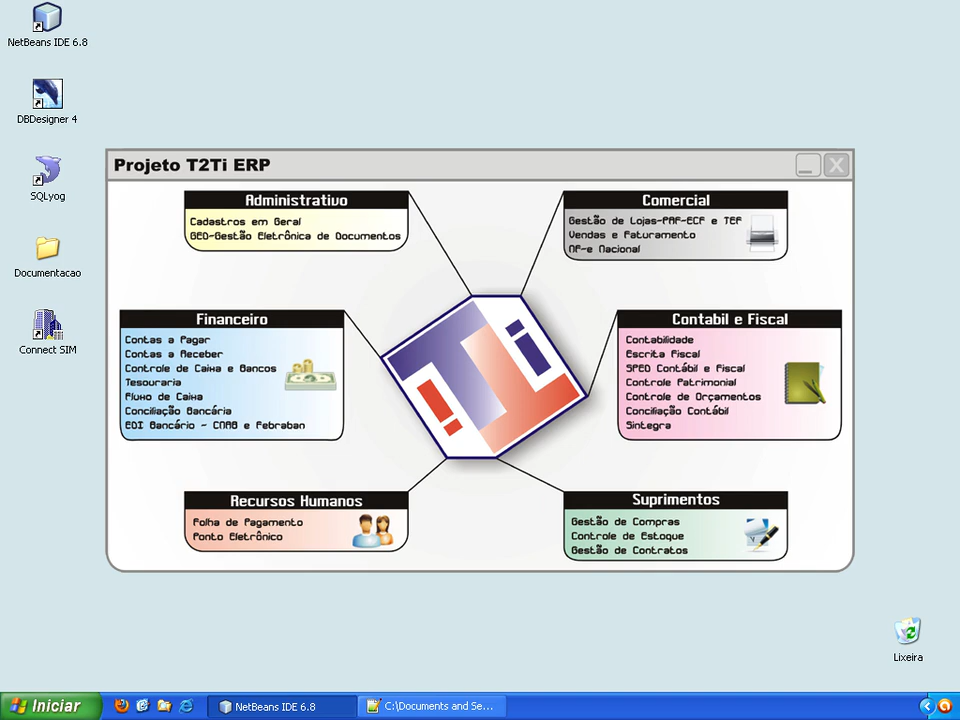 NetBeans IDE 6.8
DBDesigner 4
SQLyog
Documentacao
Connect SIM
Projeto T2Ti ERP
Administrativo
Cadastros em Geral
GED-Gestão Eletrônica de Documentos
Comercial
Gestão de Lojas-PAF-ECF e TEF
Vendas e Faturamento
NF-e Nacional
Financeiro
Contas a Pagar
Contas a Receber
Controle de Caixa e Bancos
Tesouraria
Fluxo de Caixa
Conciliação Bancária
EDI Bancário - CNAB e Febraban
Contabil e Fiscal
Contabilidade
Escrita Fiscal
SPED Contábil e Fiscal
Controle Patrimonial
Controle de Orçamentos
Conciliação Contábil
Sintegra
Recursos Humanos
Folha de Pagamento
Ponto Eletrônico
Suprimentos
Gestão de Compras
Controle de Estoque
Gestão de Contratos
Lixeira
Iniciar
NetBeans IDE 6.8
C:\Documents and Se...